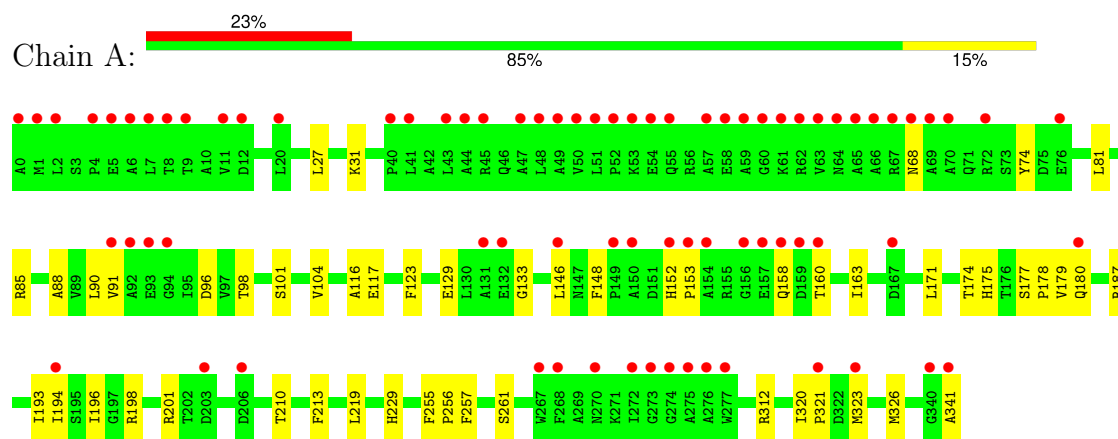 23%
Chain A:
85% 15%
A0 M1 L2 S3 P4 E5 A6 L7 T8 T9 A10 V11 D12 L20 L27 K31 P40 L41 A42 L43 A44 R45 Q46 A47 L48 A49 V50 L51 P52 K53 E54 Q55 A57 E58 A59 G60 K61 R62 V63 N64 A65 A66 R67 N68 A69 A70 Q71 R72 S73 Y74 D75 E76 L81
R85 A88 V89 L90 V91 A92 E93 G94 I95 D96 V97 T98 S101 V104 A116 E117 F123 E129 L130 A131 E132 G133 L146 N147 F148 P149 A150 D151 H152 P153 A154 R155 G156 E157 Q158 D159 T160 I163 D167 L171 T174 H175 T176 S177 P178 V179 Q180 R187
I193 I194 S195 I196 G197 R198 R201 T202 D203 D206 T210 F213 L219 H229 F255 P256 F257 S261 W267 F268 A269 N270 K271 I272 G273 G274 A275 A276 W277 R312 I320 P321 D322 M323 M326 G340 A341